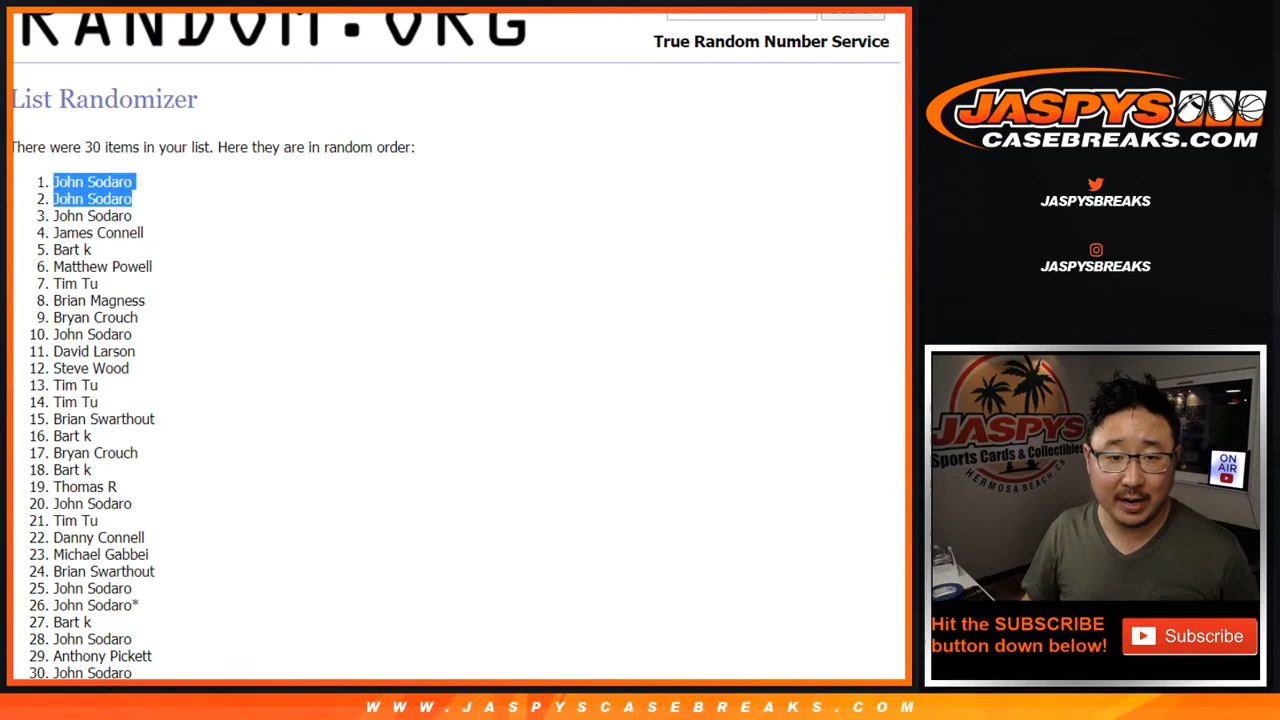 RANDOM.ORG
Search
True Random Number Service
List Randomizer
There were 30 items in your list. Here they are in random order:
1. John Sodaro
2. John Sodaro
3. John Sodaro
4. James Connell
5. Bart k
6. Matthew Powell
7. Tim Tu
8. Brian Magness
9. Bryan Crouch
10. John Sodaro
11. David Larson
12. Steve Wood
13. Tim Tu
14. Tim Tu
15. Brian Swarthout
16. Bart k
17. Bryan Crouch
18. Bart k
19. Thomas R
20. John Sodaro
21. Tim Tu
22. Danny Connell
23. Michael Gabbei
24. Brian Swarthout
25. John Sodaro
26. John Sodaro*
27. Bart k
28. John Sodaro
29. Anthony Pickett
30. John Sodaro
JASPYS
CASEBREAKS.COM
JASPYSBREAKS
JASPYSBREAKS
JASPYS
Sports Cards & Collectibles
HERMOSA BEACH, CA
ON
AIR
Hit the SUBSCRIBE
button down below!
Subscribe
WWW.JASPYSCASEBREAKS.COM